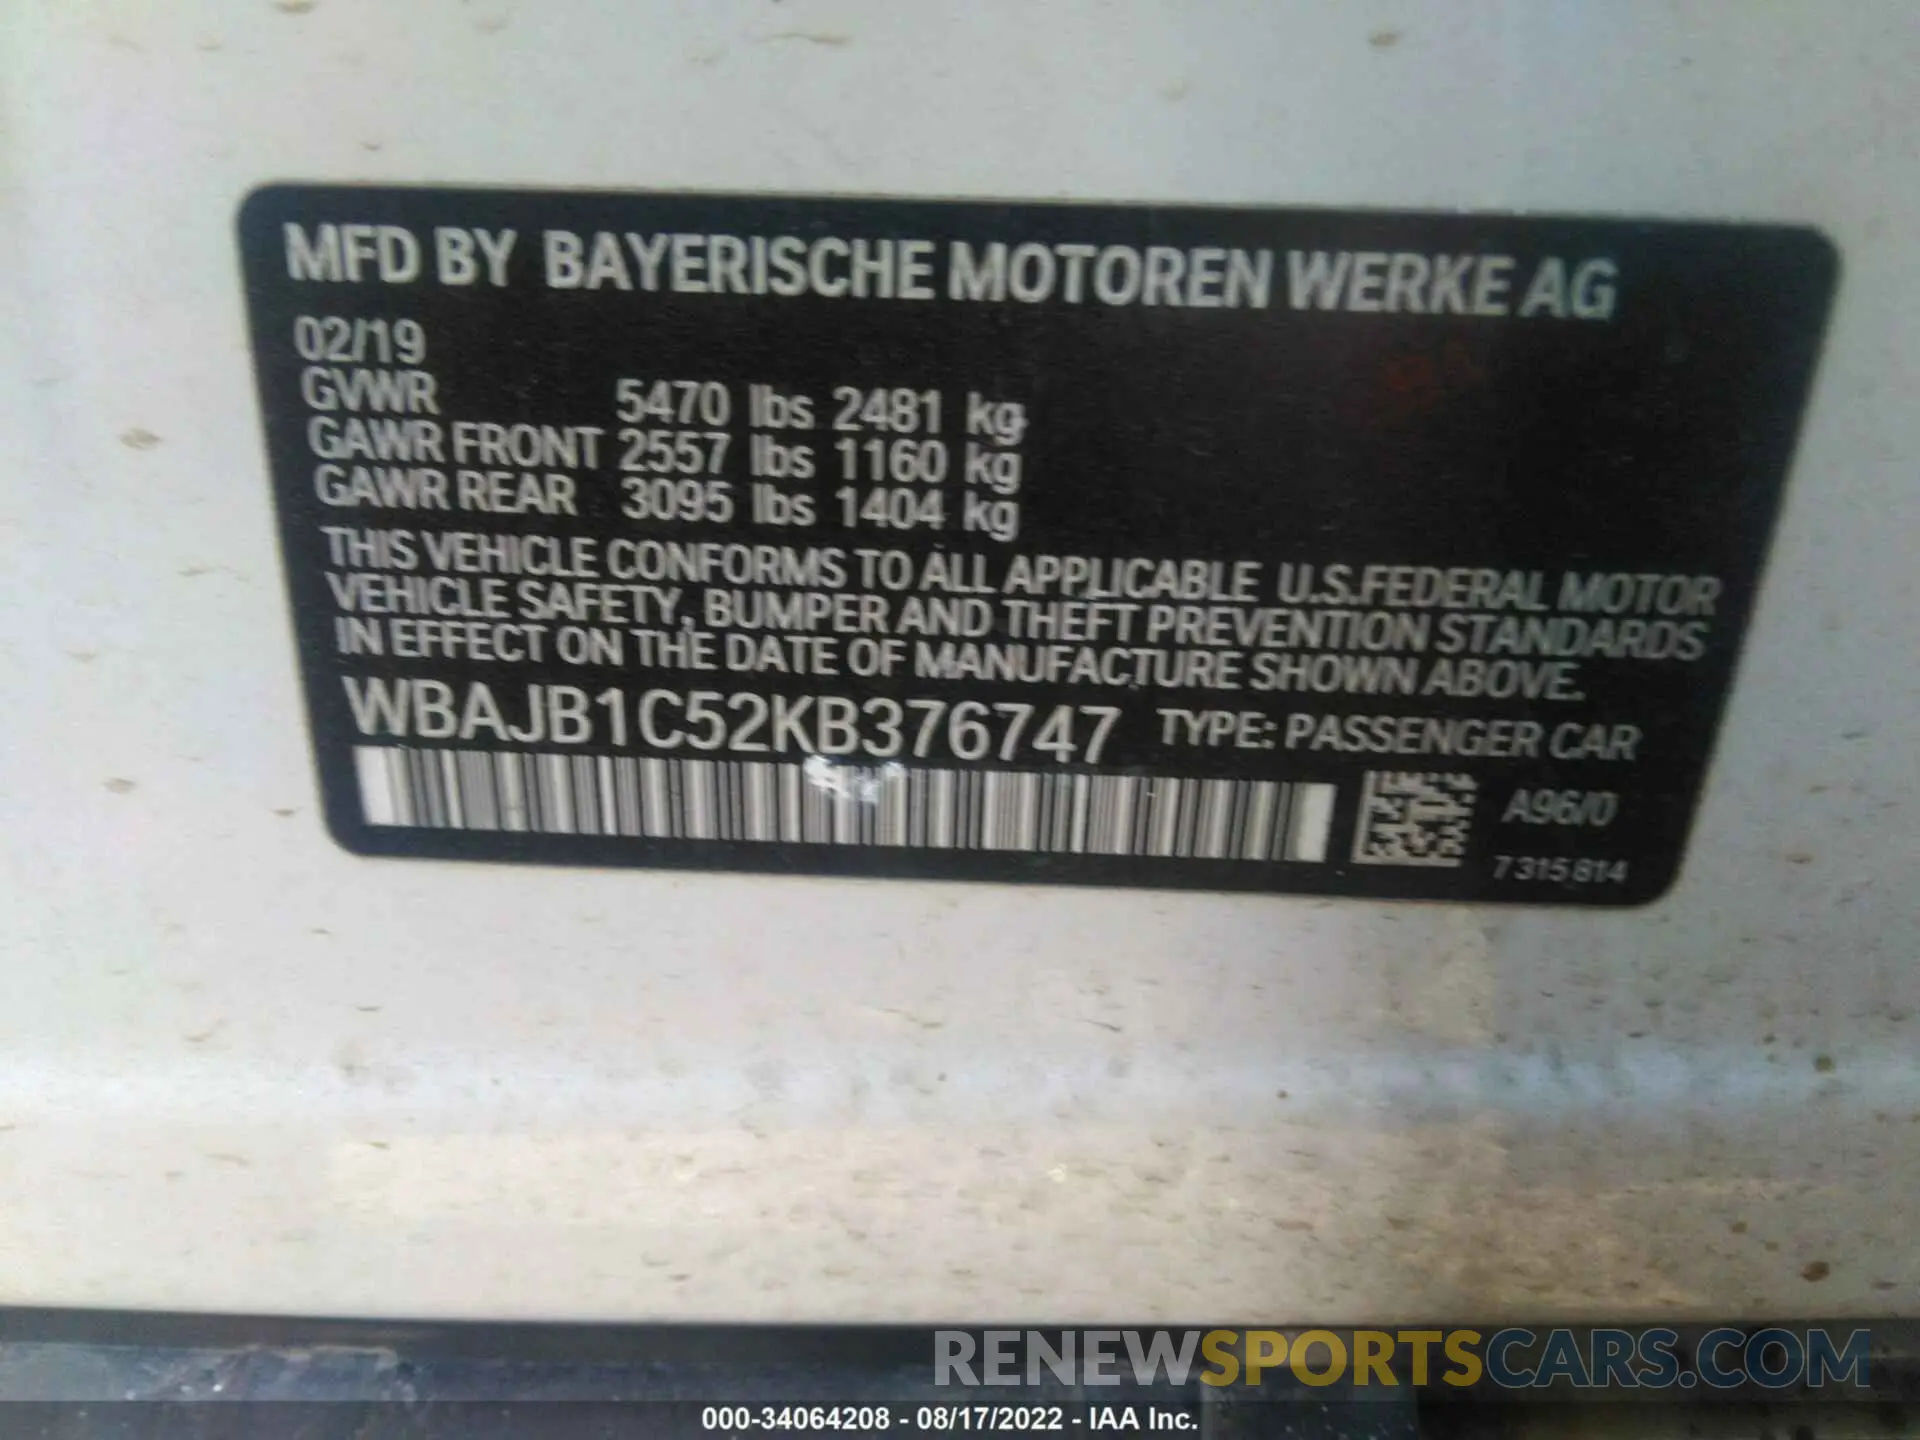 MFD BY BAYERISCHE MOTOREN WERKE AG
02/19
GVWR 5470 lbs 2481 kg
GAWR FRONT 2557 lbs 1160 kg
GAWR REAR 3095 lbs 1404 kg
THIS VEHICLE CONFORMS TO ALL APPLICABLE U.S.FEDERAL MOTOR
VEHICLE SAFETY, BUMPER AND THEFT PREVENTION STANDARDS
IN EFFECT ON THE DATE OF MANUFACTURE SHOWN ABOVE.
WBAJB1C52KB376747 TYPE: PASSENGER CAR
A96/0
7 315 814
RENEWSPORTSCARS.COM
000-34064208 - 08/17/2022 - IAA Inc.